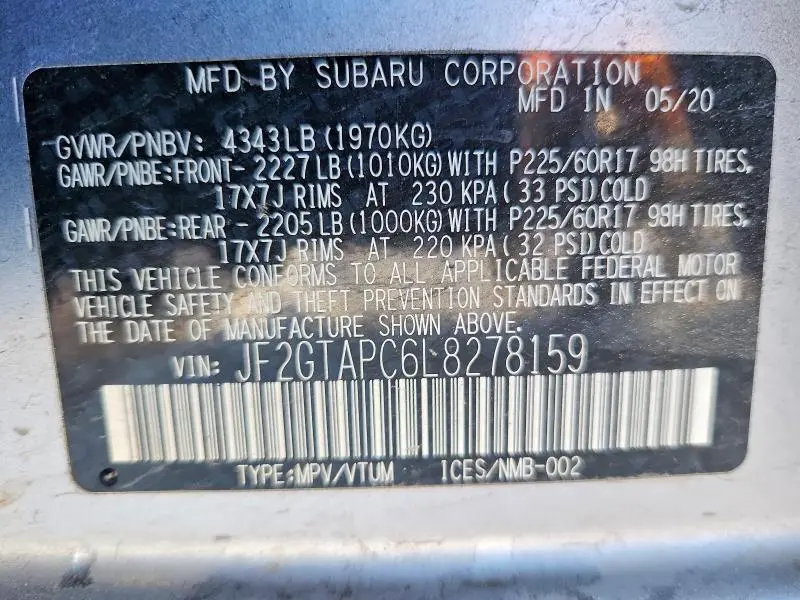 MFD BY SUBARU CORPORATION
MFD IN 05/20
GVWR/PNBV: 4343LB (1970KG)
GAWR/PNBE:FRONT-2227LB(1010KG)WITH P225/60R17 98H TIRES,
17X7J RIMS AT 230 KPA(33 PSI)COLD
GAWR/PNBE:REAR -2205LB(1000KG)WITH P225/60R17 98H TIRES,
17X7J RIMS AT 220 KPA(32 PSI)COLD
THIS VEHICLE CONFORMS TO ALL APPLICABLE FEDERAL MOTOR
VEHICLE SAFETY AND THEFT PREVENTION STANDARDS IN EFFECT ON
THE DATE OF MANUFACTURE SHOWN ABOVE.
VIN: JF2GTAPC6L8278159
TYPE:MPV/VTUM ICES/NMB-002